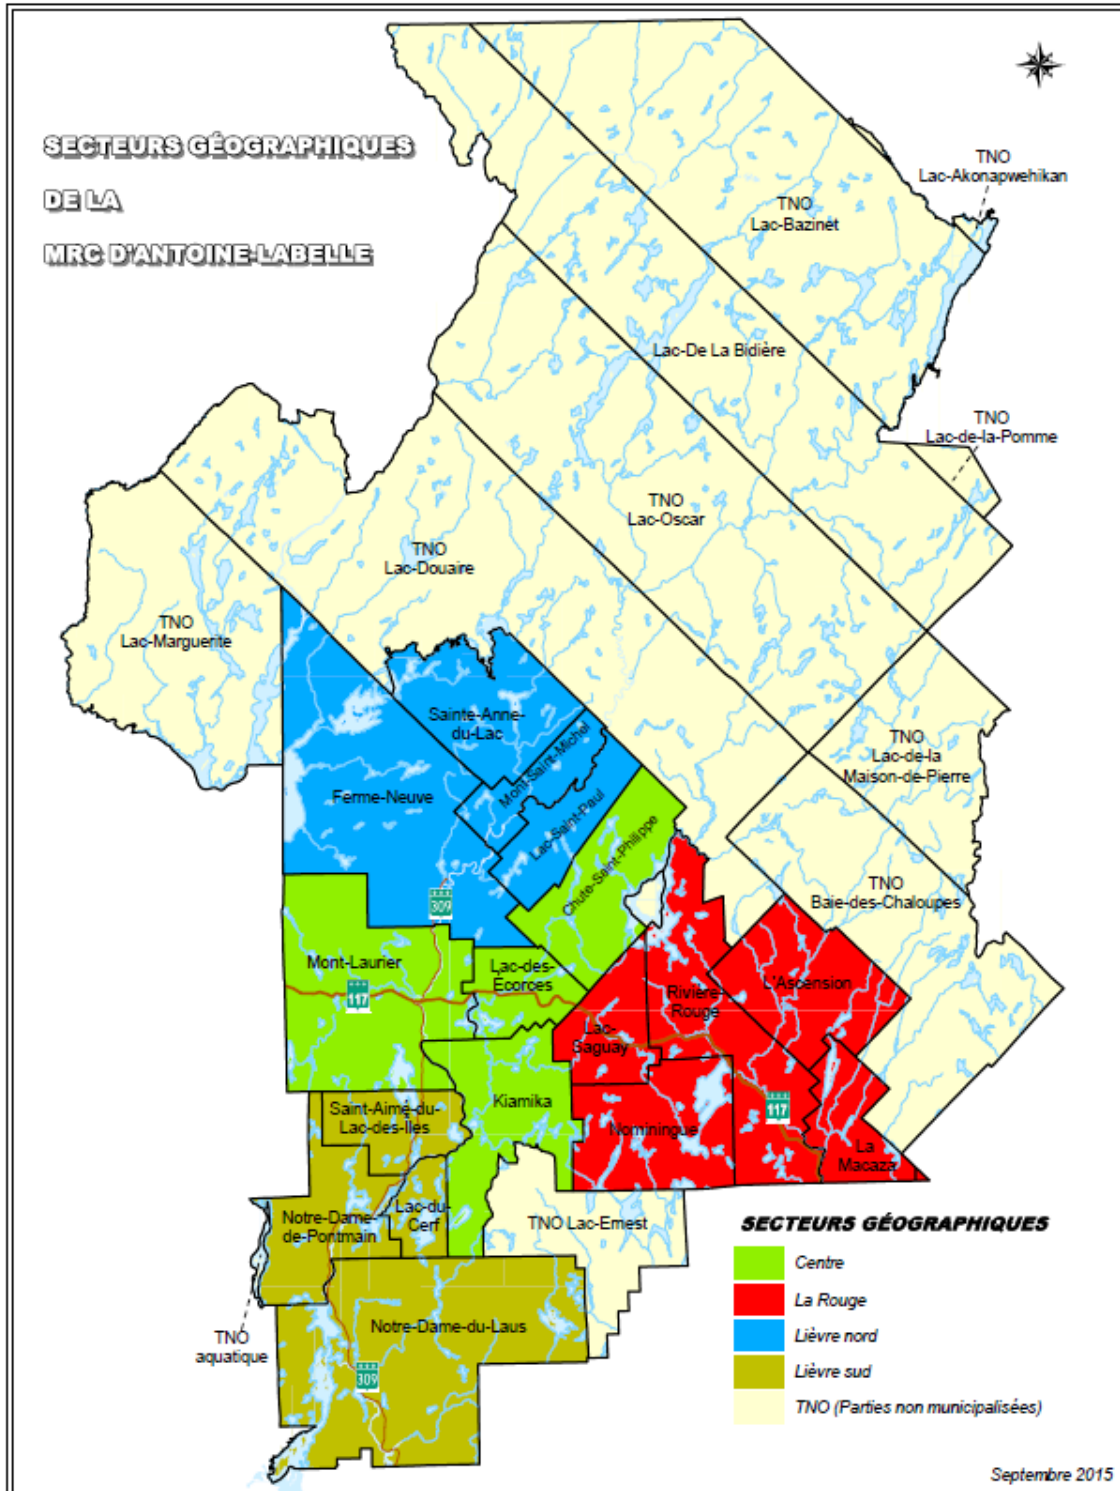 SECTEURS GÉOGRAPHIQUES
DE LA
MRC D'ANTOINE-LABELLE
TNO
Lac-Akonapwehikan
TNO
Lac-Bazinet
Lac-De La Bidière
TNO
Lac-de-la-Pomme
TNO
Lac-Oscar
TNO
Lac-Douaire
TNO
Lac-Marguerite
Sainte-Anne-
du-Lac
Mont-Saint-Michel
TNO
Lac-de-la
Maison-de-Pierre
Ferme-Neuve
Lac-Saint-Paul
Chute-Saint-Philippe
TNO
Baie-des-Chaloupes
309
Mont-Laurier
Lac-des-
Ecorces
L'Ascension
117
Rivière-
Rouge
Lac-
Saguay
Kiamika
117
Saint-Aimé-du-
Lac-des-Îles
Nominingue
La
Macaza
Lac-du-
Cerf
Notre-Dame-
de-Pontmain
TNO Lac-Ernest
Notre-Dame-du-Laus
TNO
aquatique
309
SECTEURS GÉOGRAPHIQUES
Centre
La Rouge
Lièvre nord
Lièvre sud
TNO (Parties non municipalisées)
Septembre 2015